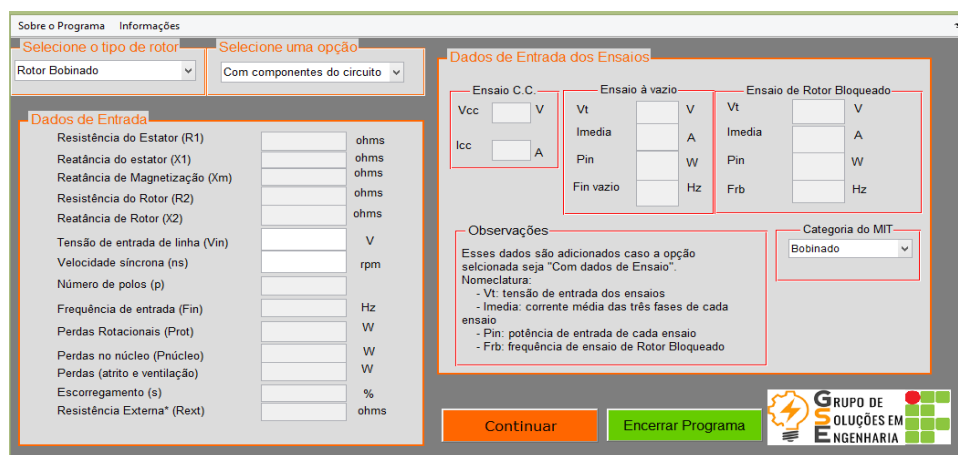 Sobre o Programa Informações
Selecione o tipo de rotor
Rotor Bobinado
Selecione uma opção
Com componentes do circuito
Dados de Entrada
Resistência do Estator (R1) ohms
Reatância do estator (X1) ohms
Reatância de Magnetização (Xm) ohms
Resistência do Rotor (R2) ohms
Reatância de Rotor (X2) ohms
Tensão de entrada de linha (Vin) V
Velocidade síncrona (ns) rpm
Número de polos (p)
Frequência de entrada (Fin) Hz
Perdas Rotacionais (Prot) W
Perdas no núcleo (Pnúcleo) W
Perdas (atrito e ventilação) W
Escorregamento (s) %
Resistência Externa* (Rext) ohms
Dados de Entrada dos Ensaios
Ensaio C.C.
Vcc V
Icc A
Ensaio à vazio
Vt V
Imedia A
Pin W
Fin vazio Hz
Ensaio de Rotor Bloqueado
Vt V
Imedia A
Pin W
Frb Hz
Observações
Esses dados são adicionados caso a opção
selcionada seja "Com dados de Ensaio".
Nomeclatura:
- Vt: tensão de entrada dos ensaios
- Imedia: corrente média das três fases de cada
ensaio
- Pin: potência de entrada de cada ensaio
- Frb: frequência de ensaio de Rotor Bloqueado
Categoria do MIT
Bobinado
Continuar
Encerrar Programa
GRUPO DE
SOLUÇÕES EM
ENGENHARIA